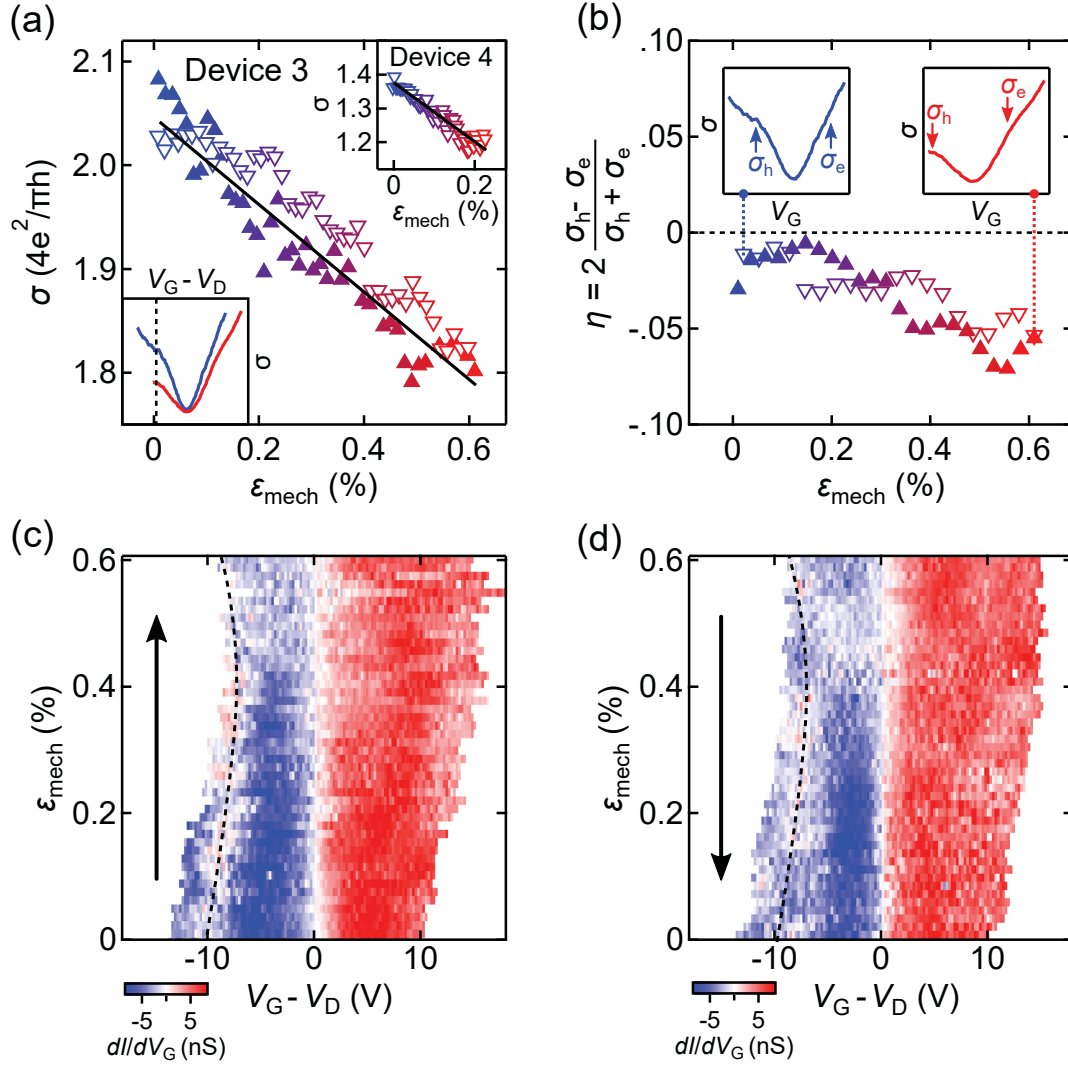 (a)
Device 3
Device 4
σ (4e²/πh)
2.1
2.0
1.9
1.8
0
0.2
0.4
0.6
ε_mech (%)
σ
1.4
1.3
1.2
0
0.2
ε_mech (%)
V_G - V_D
σ
(b)
η = 2 (σ_h - σ_e)/(σ_h + σ_e)
.10
.05
0
-.05
-.10
0
0.2
0.4
0.6
ε_mech (%)
σ
σ_h
σ_e
V_G
σ
σ_h
σ_e
V_G
(c)
ε_mech (%)
0.6
0.4
0.2
0
-10
0
10
V_G - V_D (V)
-5
5
dI/dV_G (nS)
(d)
ε_mech (%)
0.6
0.4
0.2
0
-10
0
10
V_G - V_D (V)
-5
5
dI/dV_G (nS)